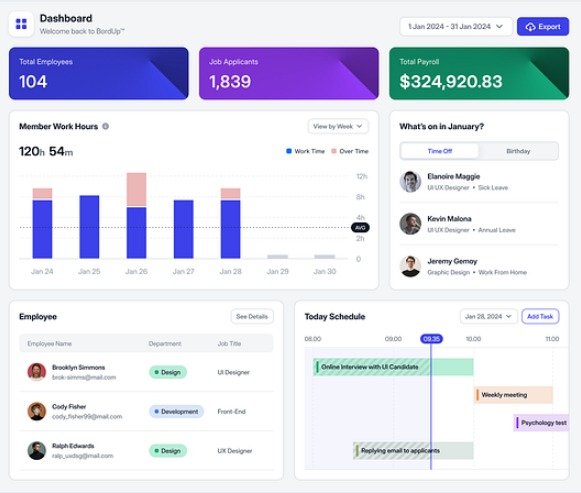 Dashboard
Welcome back to BordUp™
1 Jan 2024 - 31 Jan 2024
Export
Total Employees
104
Job Applicants
1,839
Total Payroll
$324,920.83
Member Work Hours
View by Week
120h 54m
Work Time
Over Time
12h
8h
4h
AVG
2h
0
Jan 24
Jan 25
Jan 26
Jan 27
Jan 28
Jan 29
Jan 30
What's on in January?
Time Off
Birthday
Elanoire Maggie
UI UX Designer • Sick Leave
Kevin Malona
UI UX Designer • Annual Leave
Jeremy Gemoy
Graphic Design • Work From Home
Employee
See Details
Employee Name
Department
Job Title
Brooklyn Simmons
brok-simms@mail.com
Design
UI Designer
Cody Fisher
cody_fisher99@mail.com
Development
Front-End
Ralph Edwards
ralp_uxdsg@mail.com
Design
UX Designer
Today Schedule
Jan 28, 2024
Add Task
08.00
09.00
09.35
10.00
11.00
Online Interview with UI Candidate
Weekly meeting
Psychology test
Replying email to applicants